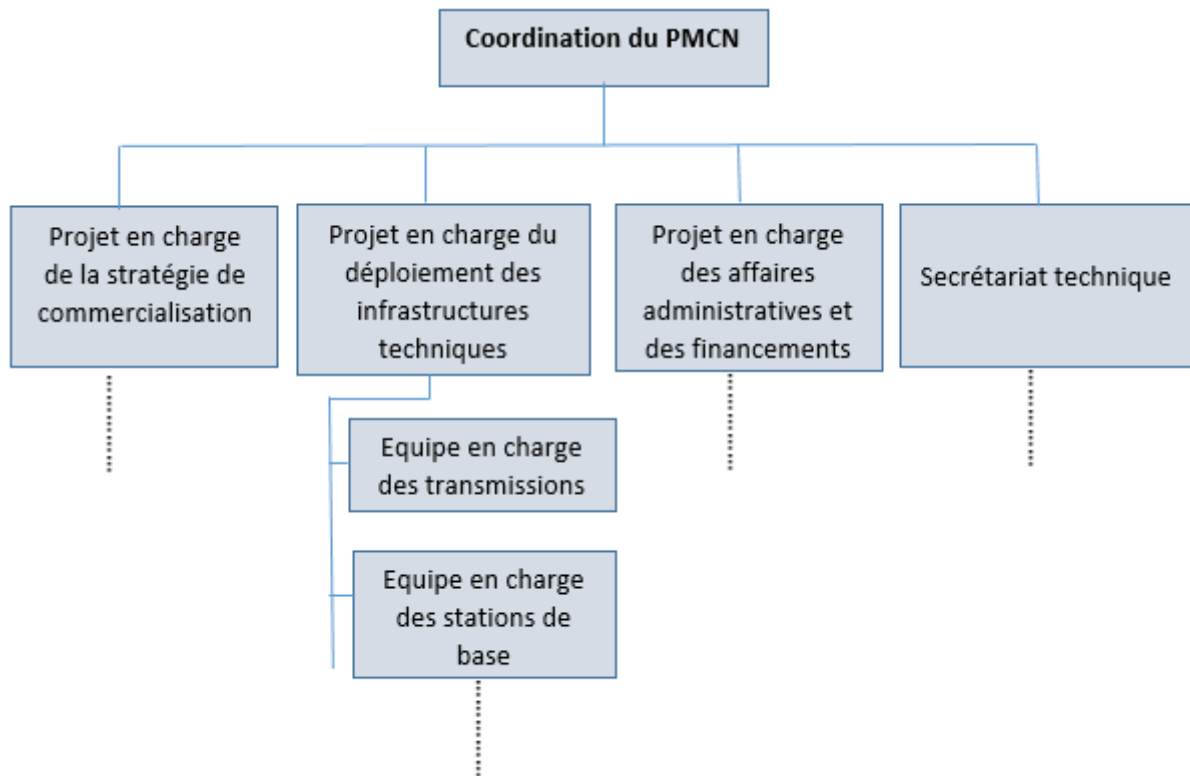 Coordination du PMCN
Projet en charge
de la stratégie de
commercialisation
Projet en charge du
déploiement des
infrastructures
techniques
Projet en charge
des affaires
administratives et
des financements
Secrétariat technique
Equipe en charge
des transmissions
Equipe en charge
des stations de
base